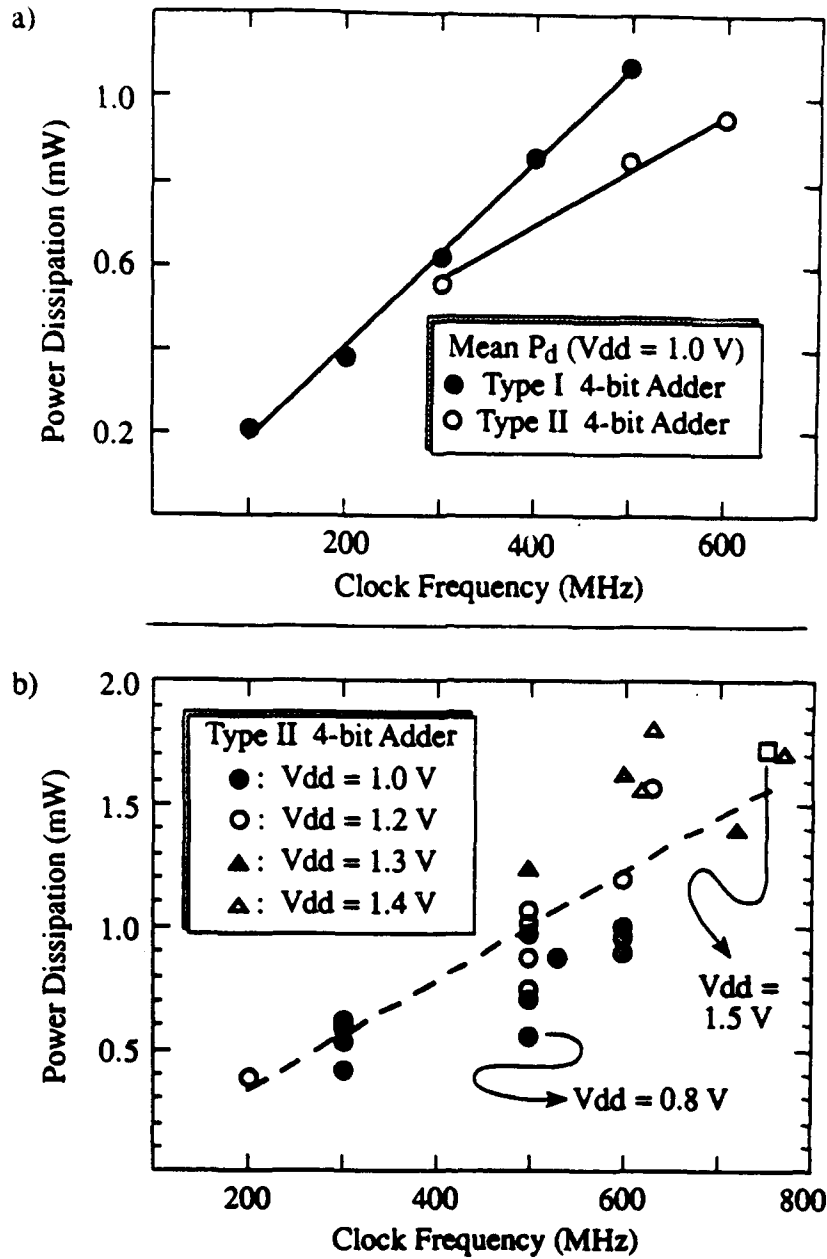 a)
Power Dissipation (mW)
1.0
0.6
0.2
Mean Pd (Vdd = 1.0 V)
● Type I 4-bit Adder
○ Type II 4-bit Adder
200 400 600
Clock Frequency (MHz)
b)
Power Dissipation (mW)
2.0
1.5
1.0
0.5
Type II 4-bit Adder
● : Vdd = 1.0 V
○ : Vdd = 1.2 V
▲ : Vdd = 1.3 V
△ : Vdd = 1.4 V
Vdd =
1.5 V
Vdd = 0.8 V
200 400 600 800
Clock Frequency (MHz)